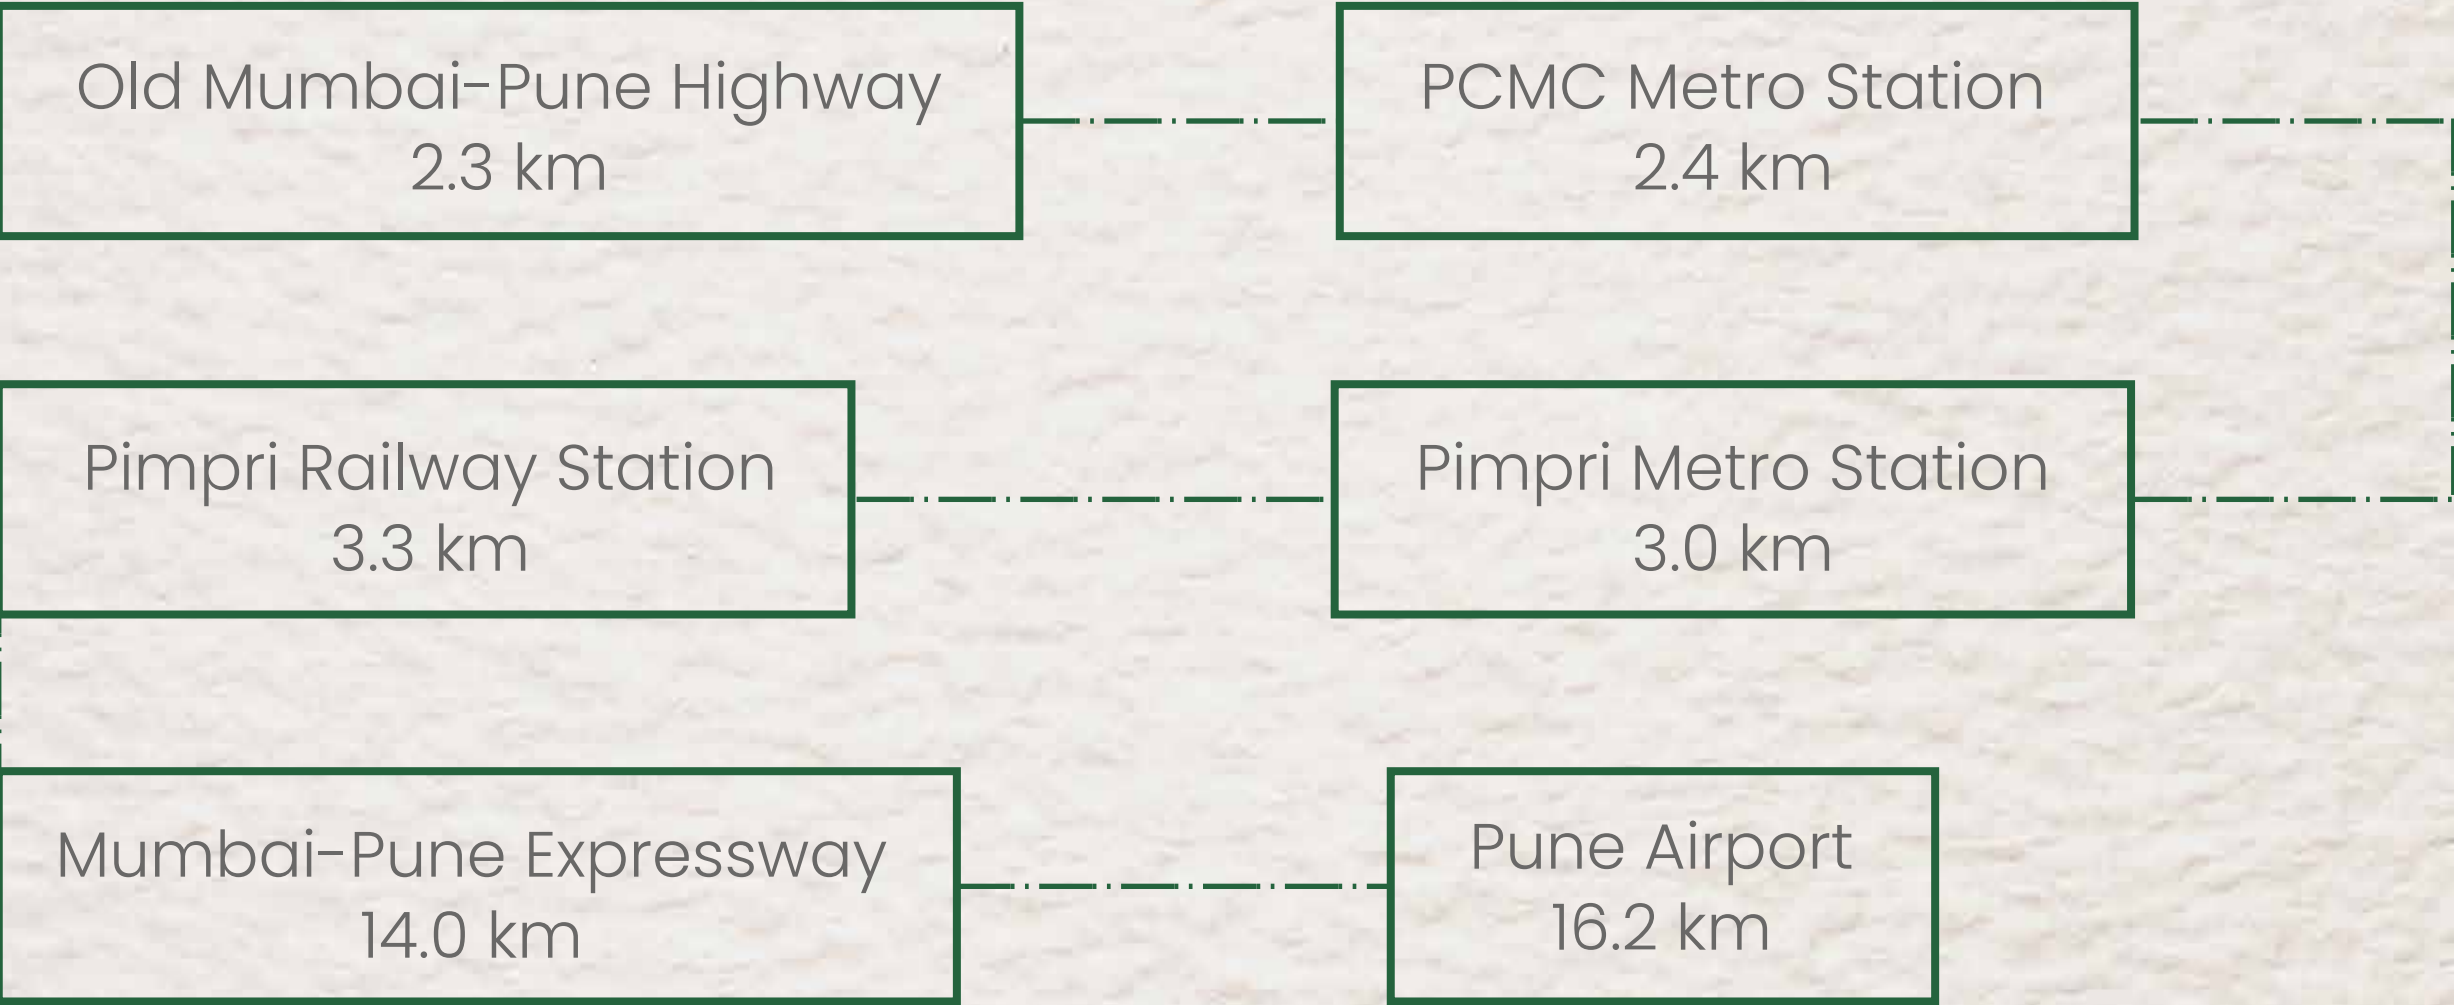 Old Mumbai-Pune Highway
2.3 km
PCMC Metro Station
2.4 km
Pimpri Railway Station
3.3 km
Pimpri Metro Station
3.0 km
Mumbai-Pune Expressway
14.0 km
Pune Airport
16.2 km